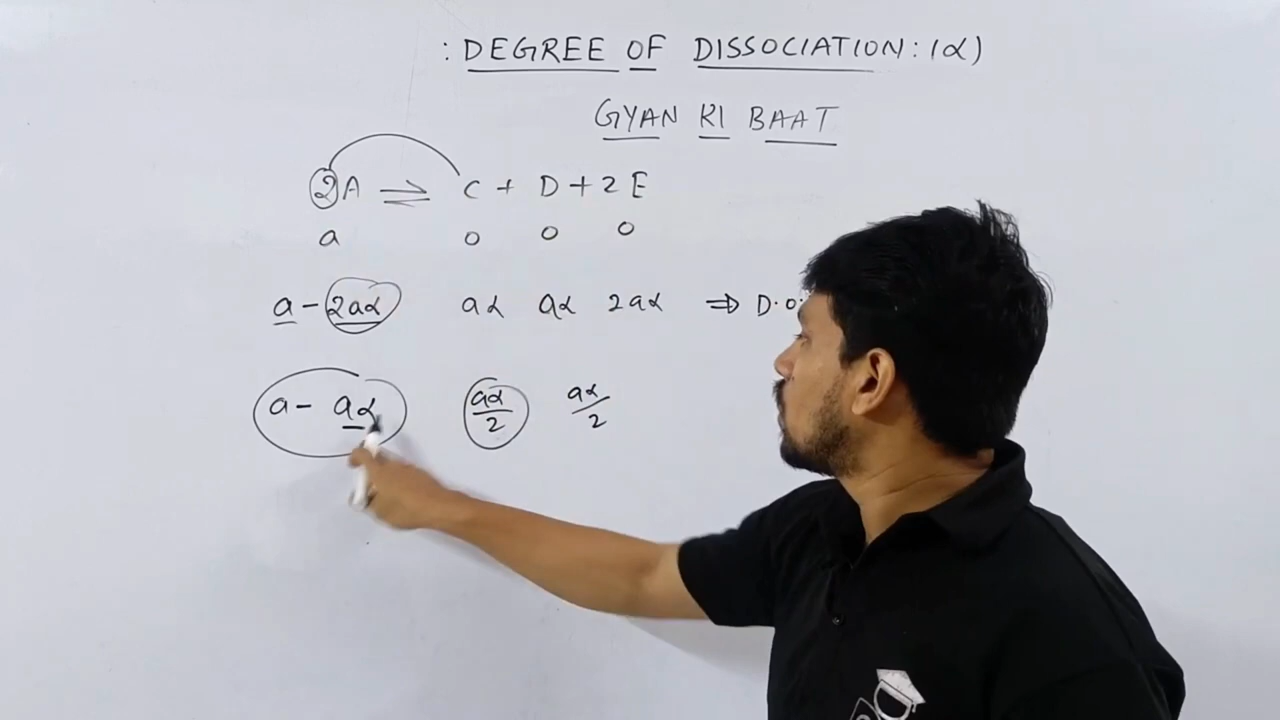 : DEGREE OF DISSOCIATION: (α)
GYAN KI BAAT
2A ⇌ C + D + 2E
a 0 0 0
a - 2aα aα aα 2aα ⇒ D.O.
a - aα aα/2 aα/2